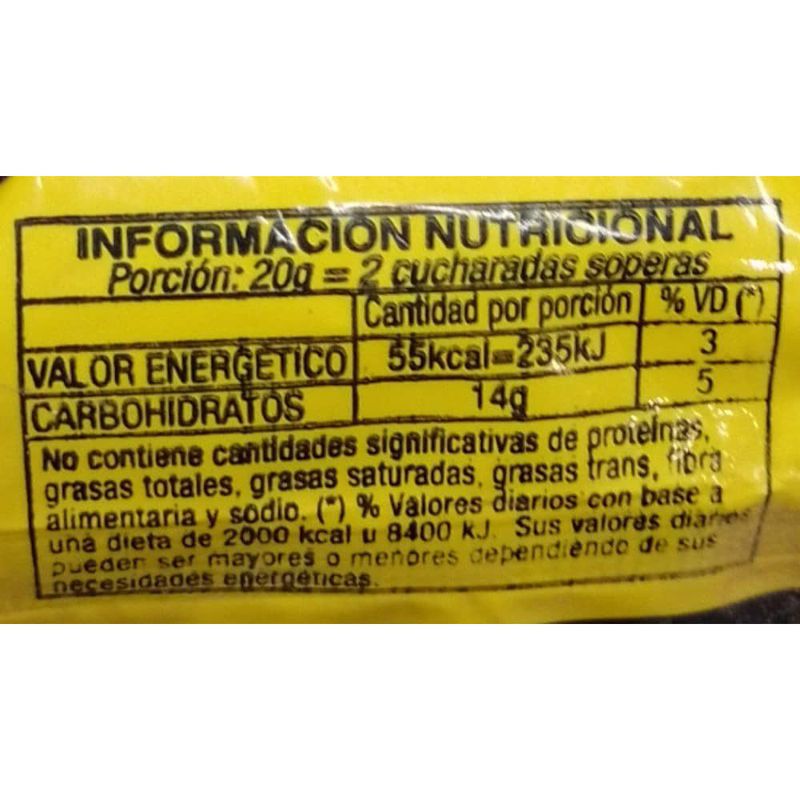 INFORMACIÓN NUTRICIONAL
Porción: 20g = 2 cucharadas soperas
Cantidad por porción % VD (*)
VALOR ENERGÉTICO 55kcal=235kJ 3
CARBOHIDRATOS 14g 5
No contiene cantidades significativas de proteínas,
grasas totales, grasas saturadas, grasas trans, fibra
alimentaria y sodio. (*) % Valores diarios con base a
una dieta de 2000 kcal u 8400 kJ. Sus valores diarios
pueden ser mayores o menores dependiendo de sus
necesidades energéticas.